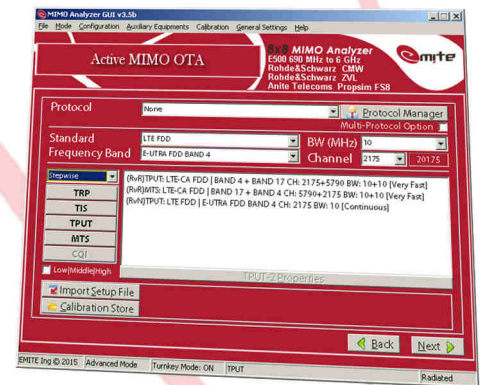 MIMO Analyzer GUI v3.5b
File Mode Configuration Auxiliary Equipments Calibration General Settings Help
Active MIMO OTA
8x8 MIMO Analyzer
E500 690 MHz to 6 GHz
Rohde&Schwarz CMW
Rohde&Schwarz ZVL
Anite Telecoms Propsim FS8
emite
Protocol
None
Protocol Manager
Multi-Protocol Option
Standard
LTE FDD
BW (MHz)
10
Frequency Band
E-UTRA FDD BAND 4
Channel
2175
20175
Stepwise
TRP
TIS
TPUT
MTS
CQI
(RvR)TPUT: LTE-CA FDD | BAND 4 + BAND 17 CH: 2175+5790 BW: 10+10 [Very Fast]
(RvR)MTS: LTE-CA FDD | BAND 17 + BAND 4 CH: 5790+2175 BW: 10+10 [Very Fast]
(RvN)TPUT: LTE FDD | E-UTRA FDD BAND 4 CH: 2175 BW: 10 [Continuous]
Low|Middle|High
TPUT-2 Properties
Import Setup File
Calibration Store
Back
Next
EMITE Ing © 2015
Advanced Mode
Turnkey Mode: ON
TPUT
Radiated